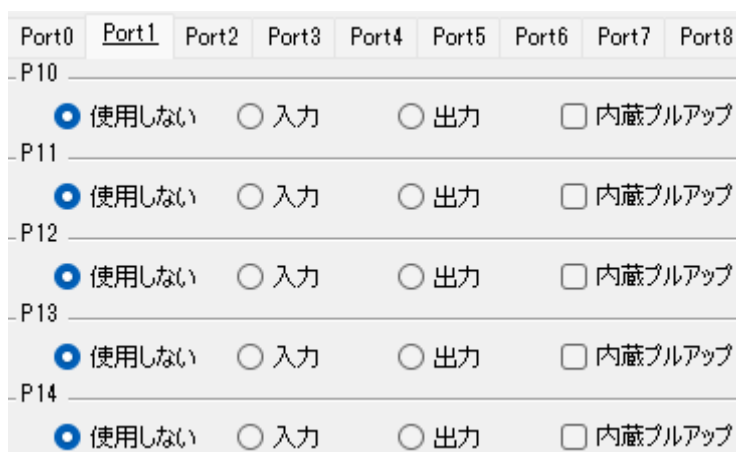 Port0 Port1 Port2 Port3 Port4 Port5 Port6 Port7 Port8
P10
使用しない 入力 出力 内蔵プルアップ
P11
使用しない 入力 出力 内蔵プルアップ
P12
使用しない 入力 出力 内蔵プルアップ
P13
使用しない 入力 出力 内蔵プルアップ
P14
使用しない 入力 出力 内蔵プルアップ